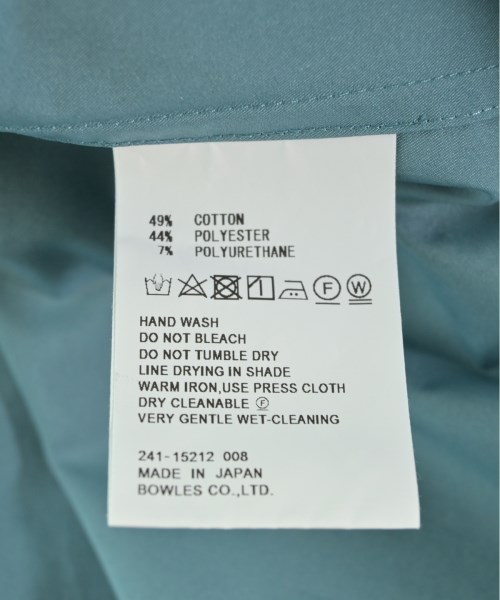 49% COTTON
44% POLYESTER
7% POLYURETHANE
F W
HAND WASH
DO NOT BLEACH
DO NOT TUMBLE DRY
LINE DRYING IN SHADE
WARM IRON,USE PRESS CLOTH
DRY CLEANABLE Ⓕ
VERY GENTLE WET-CLEANING
241-15212 008
MADE IN JAPAN
BOWLES CO.,LTD.